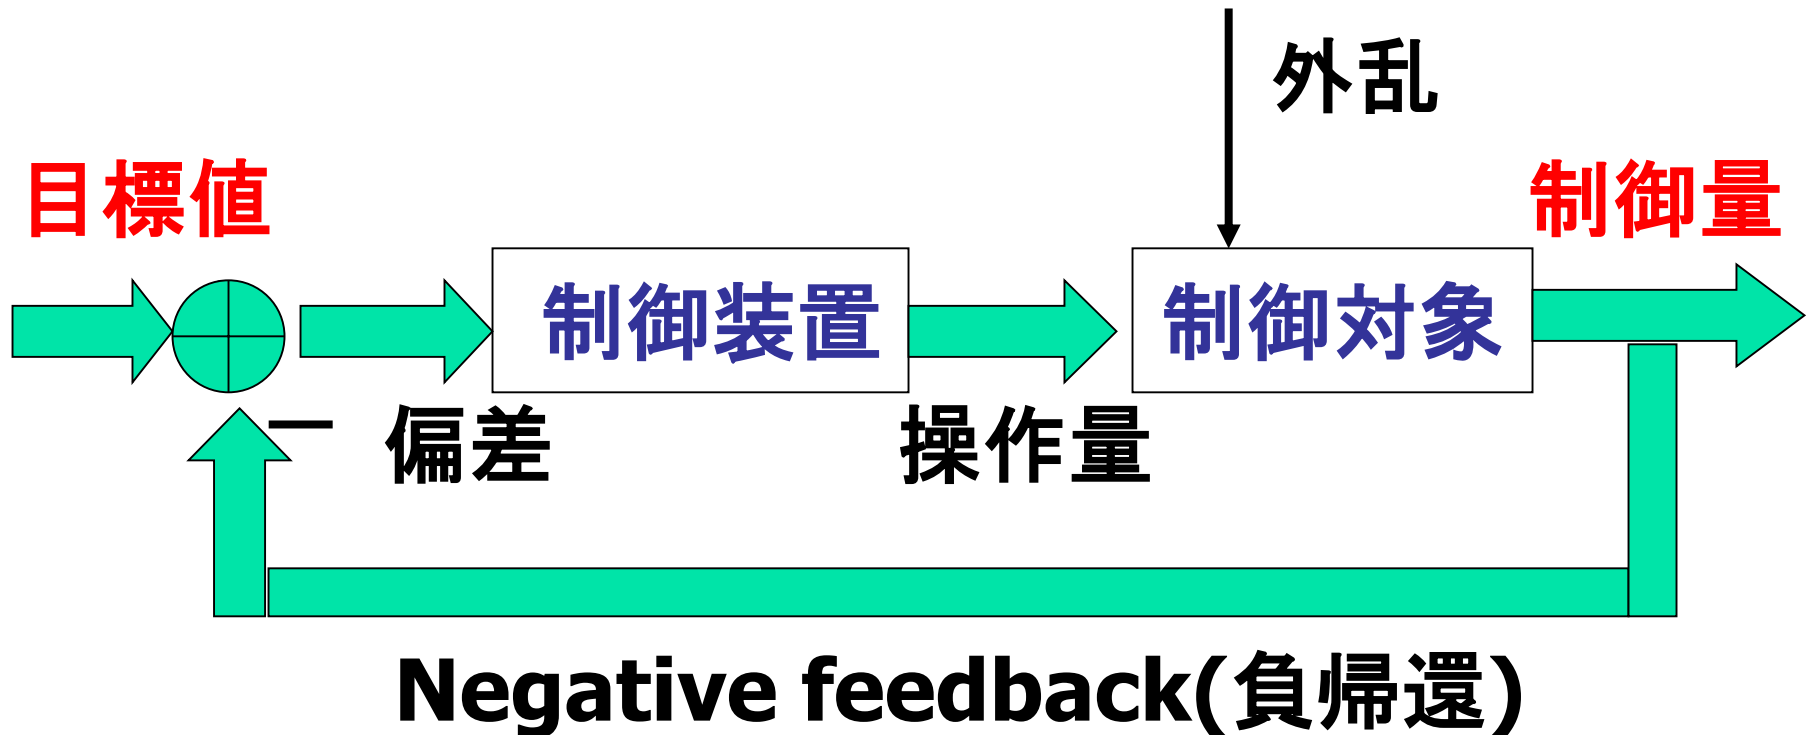 外乱
目標値
制御量
制御装置
制御対象
－
偏差
操作量
Negative feedback(負帰還)